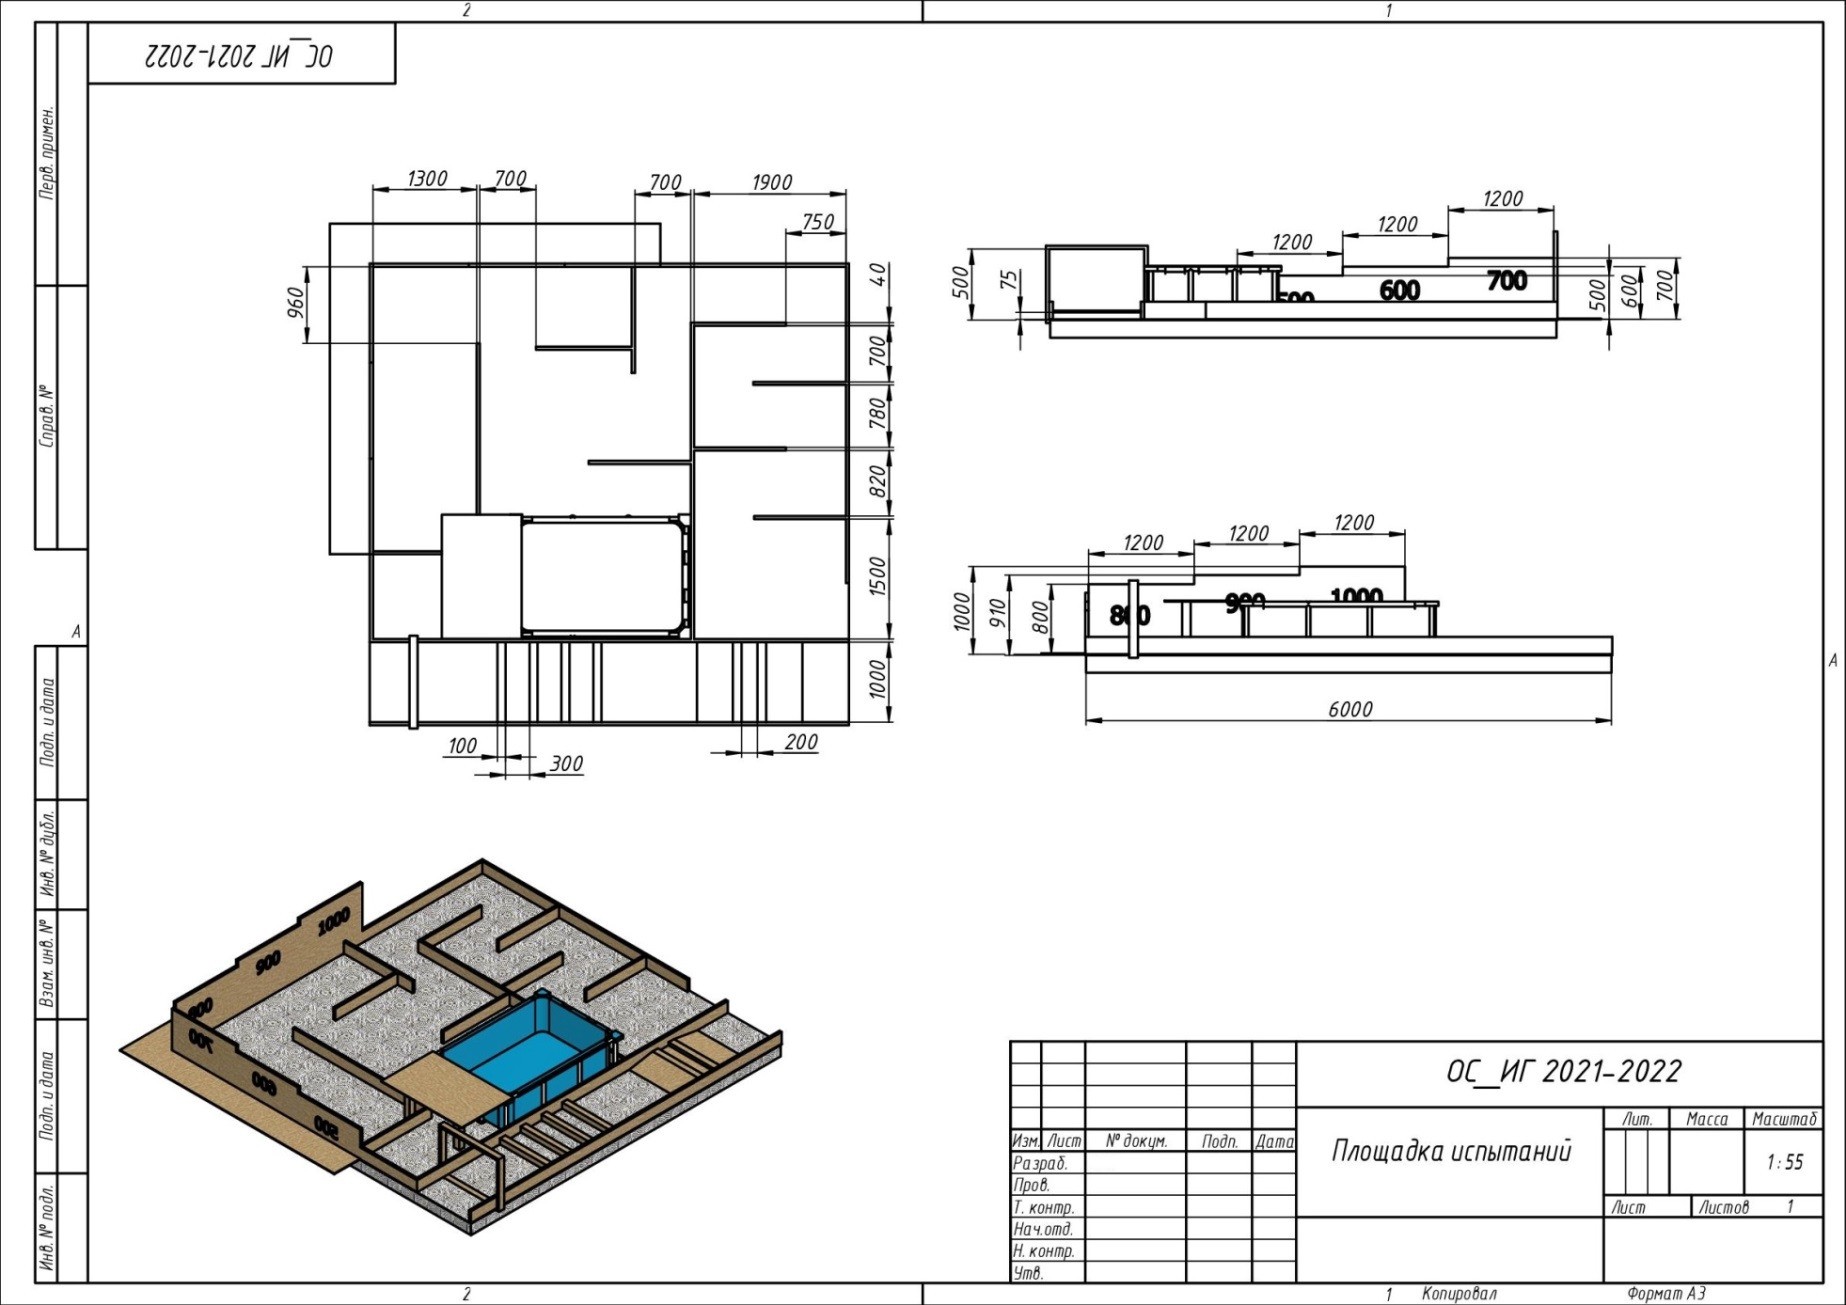 2
1
ОС_ИГ 2021-2022
Перв. примен.
Справ. №
Подп. и дата
Инв. № дубл.
Взам. инв. №
Подп. и дата
Инв. № подл.
А
А
1300
700
700
1900
750
960
40
700
780
820
1500
1000
100
300
200
1200
1200
1200
500
75
500
600
700
500
600
700
1200
1200
1200
1000
910
800
800
900
1000
6000
1000
900
800
700
600
500
ОС_ИГ 2021-2022
Изм. Лист № докум. Подп. Дата
Разраб.
Пров.
Т. контр.
Нач.отд.
Н. контр.
Утв.
Площадка испытаний
Лит. Масса Масштаб
1:55
Лист Листов 1
2
1
Копировал
Формат А3